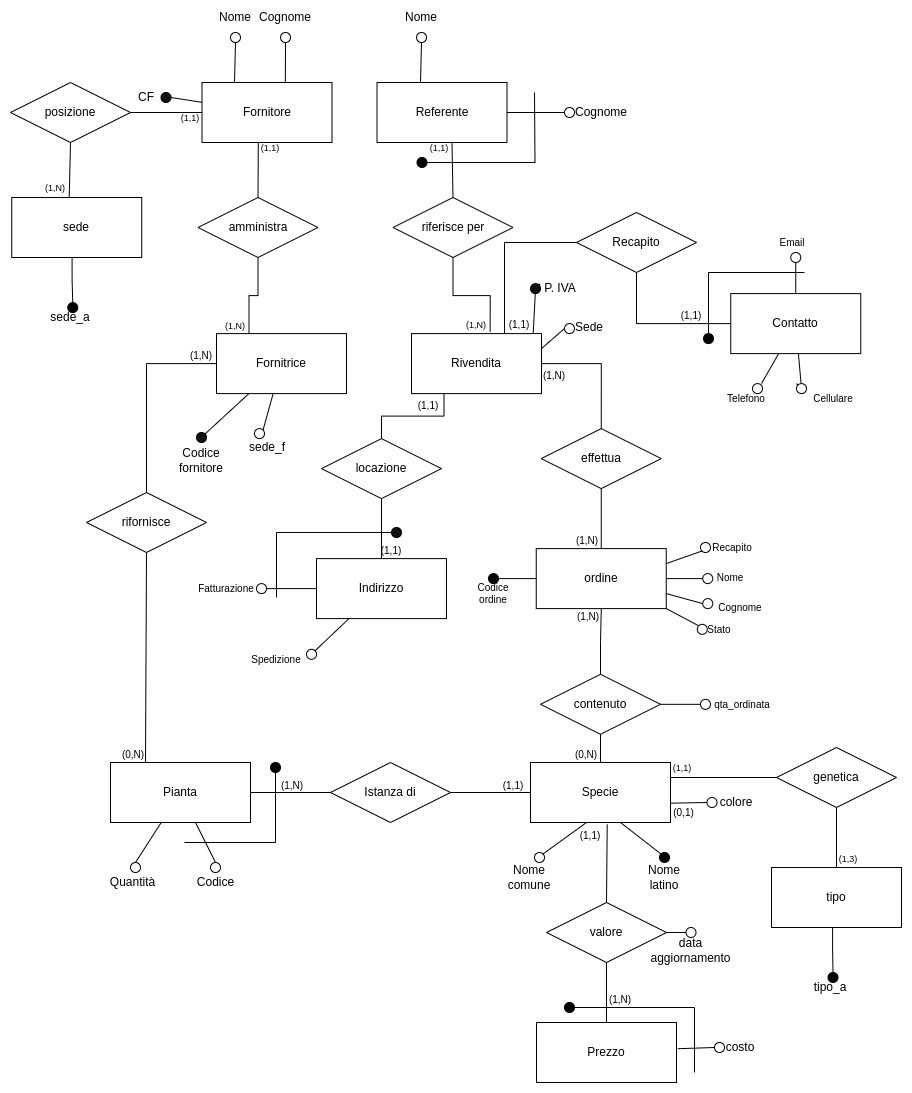 Nome Cognome Nome
CF
posizione
Fornitore
Referente
Cognome
(1,1)
(1,1)
(1,1)
(1,N)
sede
amministra
riferisce per
Recapito
Email
P. IVA
sede_a
(1,N)
(1,N)
(1,1)
Sede
(1,1)
Contatto
(1,N)
Fornitrice
Rivendita
(1,N)
Telefono
Cellulare
(1,1)
Codice
fornitore
sede_f
locazione
effettua
rifornisce
(1,1)
(1,N)
Recapito
Fatturazione
Indirizzo
Codice
ordine
ordine
Nome
Cognome
(1,N)
Stato
Spedizione
contenuto
qta_ordinata
(0,N)
(0,N)
(1,1)
genetica
Pianta
(1,N)
Istanza di
(1,1)
Specie
colore
(0,1)
(1,1)
Quantità
Codice
Nome
comune
Nome
latino
(1,3)
tipo
valore
data
aggiornamento
tipo_a
(1,N)
Prezzo
costo